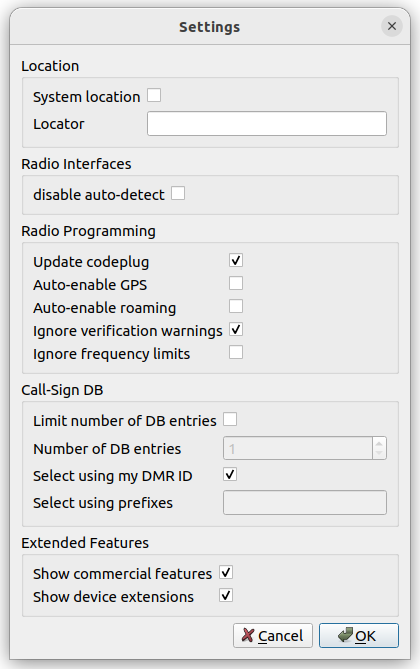 Settings
Location
System location
Locator
Radio Interfaces
disable auto-detect
Radio Programming
Update codeplug
Auto-enable GPS
Auto-enable roaming
Ignore verification warnings
Ignore frequency limits
Call-Sign DB
Limit number of DB entries
Number of DB entries 1
Select using my DMR ID
Select using prefixes
Extended Features
Show commercial features
Show device extensions
Cancel OK